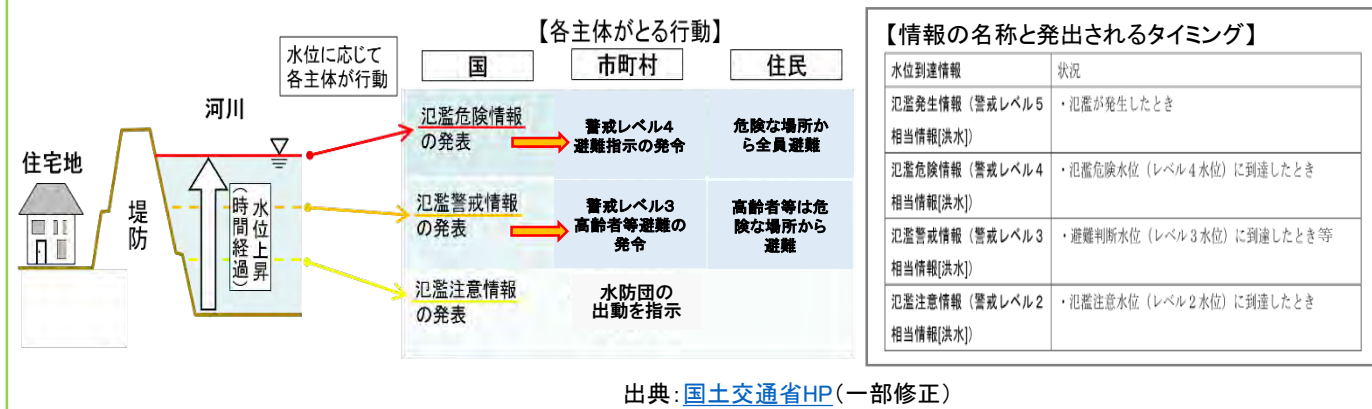 【各主体がとる行動】
水位に応じて
各主体が行動
国
市町村
住民
河川
住宅地
堤防
水位上昇
(時間経過)
氾濫危険情報
の発表
警戒レベル4
避難指示の発令
危険な場所か
ら全員避難
氾濫警戒情報
の発表
警戒レベル3
高齢者等避難の
発令
高齢者等は危
険な場所から
避難
氾濫注意情報
の発表
水防団の
出動を指示
【情報の名称と発出されるタイミング】
水位到達情報
状況
氾濫発生情報(警戒レベル5
相当情報[洪水])
・氾濫が発生したとき
氾濫危険情報(警戒レベル4
相当情報[洪水])
・氾濫危険水位(レベル4水位)に到達したとき
氾濫警戒情報(警戒レベル3
相当情報[洪水])
・避難判断水位(レベル3水位)に到達したとき等
氾濫注意情報(警戒レベル2
相当情報[洪水])
・氾濫注意水位(レベル2水位)に到達したとき
出典:国土交通省HP(一部修正)